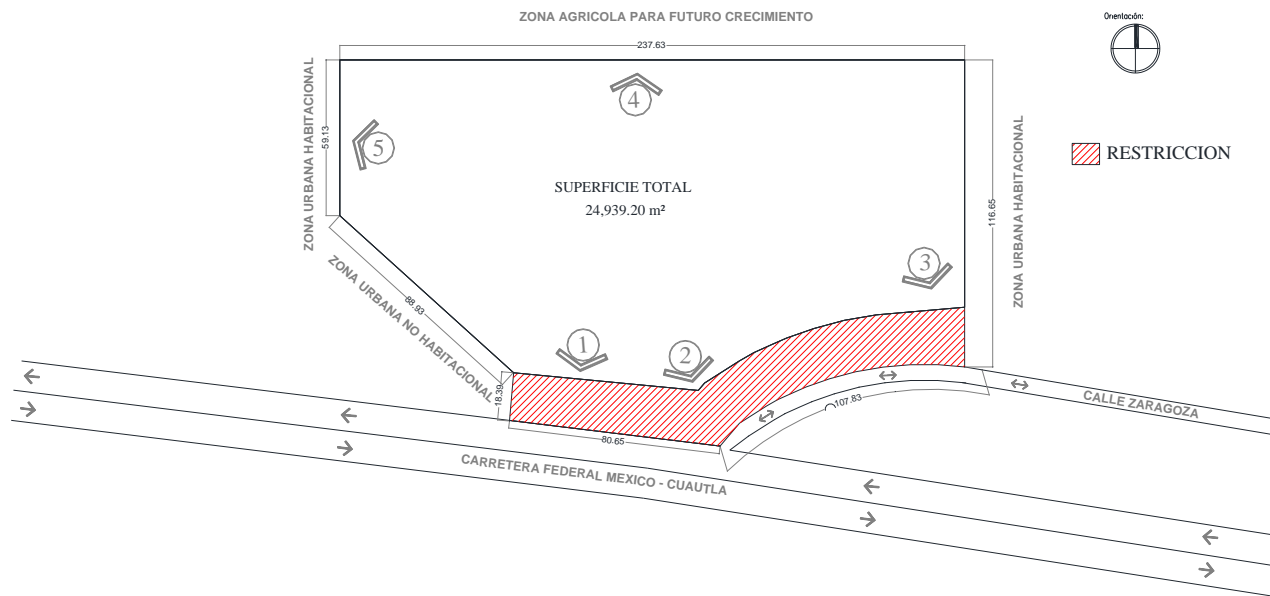 ZONA AGRICOLA PARA FUTURO CRECIMIENTO
Orientación:
237.63
4
ZONA URBANA HABITACIONAL
59.13
5
RESTRICCION
SUPERFICIE TOTAL
24,939.20 m²
116.65
ZONA URBANA HABITACIONAL
3
88.93
ZONA URBANA NO HABITACIONAL
1
2
18.39
80.65
107.83
CALLE ZARAGOZA
CARRETERA FEDERAL MEXICO - CUAUTLA